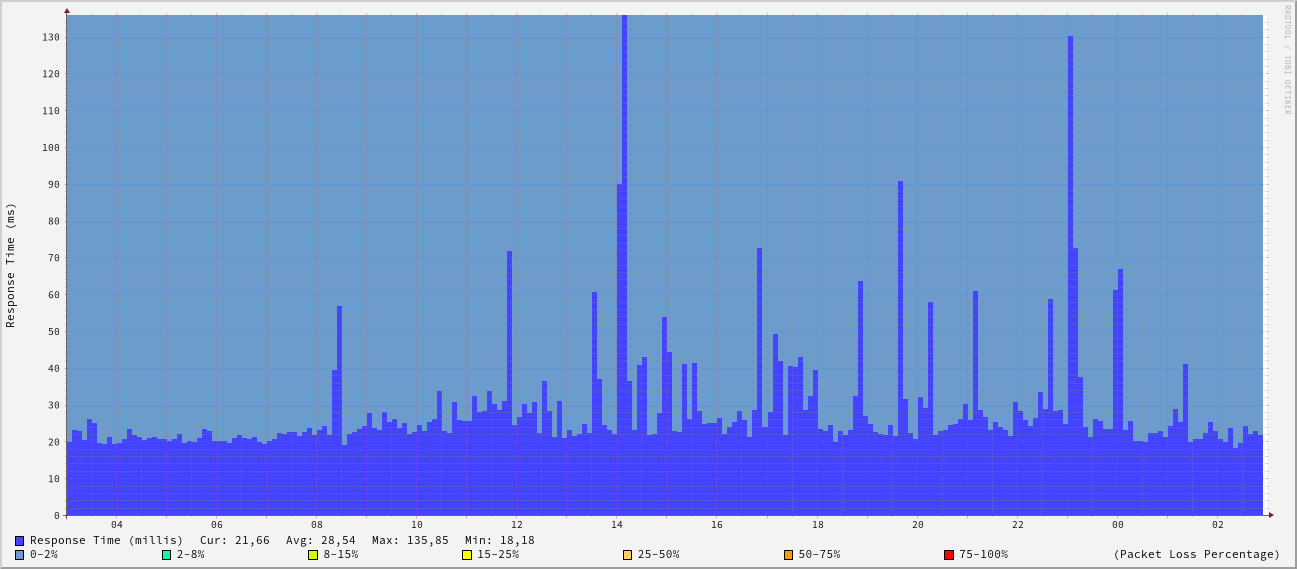 RRDTOOL / TOBI OETIKER
Response Time (ms)
130
120
110
100
90
80
70
60
50
40
30
20
10
0
04 06 08 10 12 14 16 18 20 22 00 02
Response Time (millis) Cur: 21,66 Avg: 28,54 Max: 135,85 Min: 18,18
0-2% 2-8% 8-15% 15-25% 25-50% 50-75% 75-100% (Packet Loss Percentage)